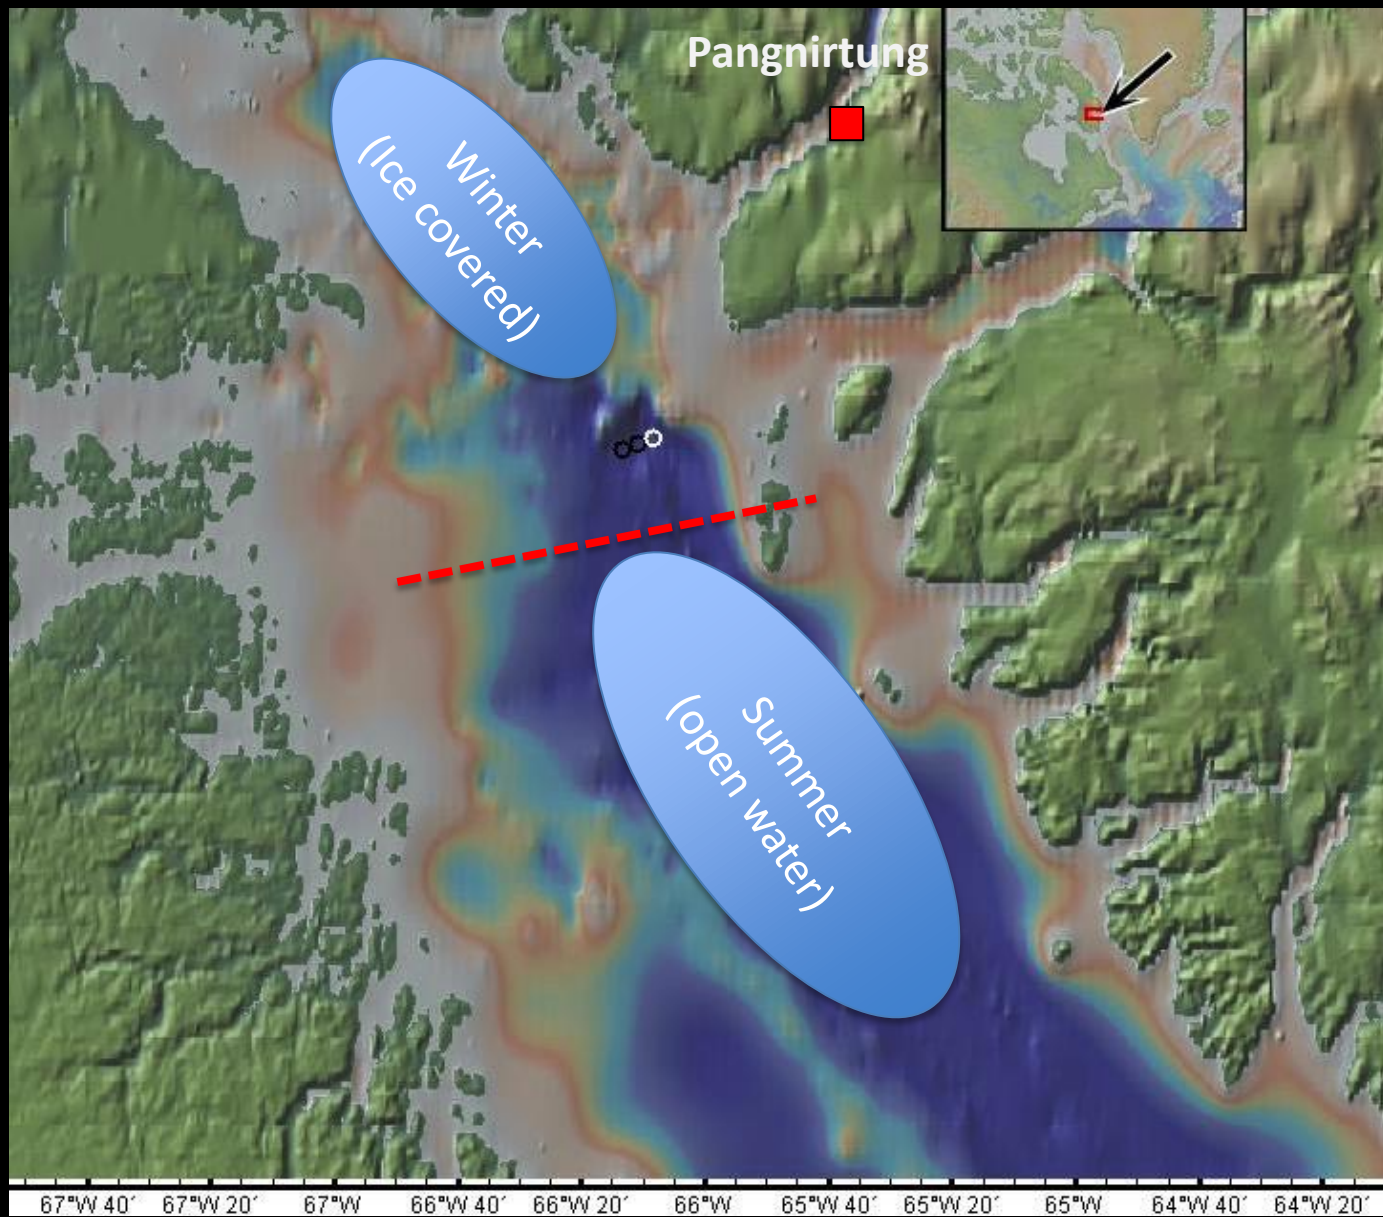 Pangnirtung
Winter
(Ice covered)
Summer
(open water)
67°W 40´ 67°W 20´ 67°W 66°W 40´ 66°W 20´ 66°W 65°W 40´ 65°W 20´ 65°W 64°W 40´ 64°W 20´